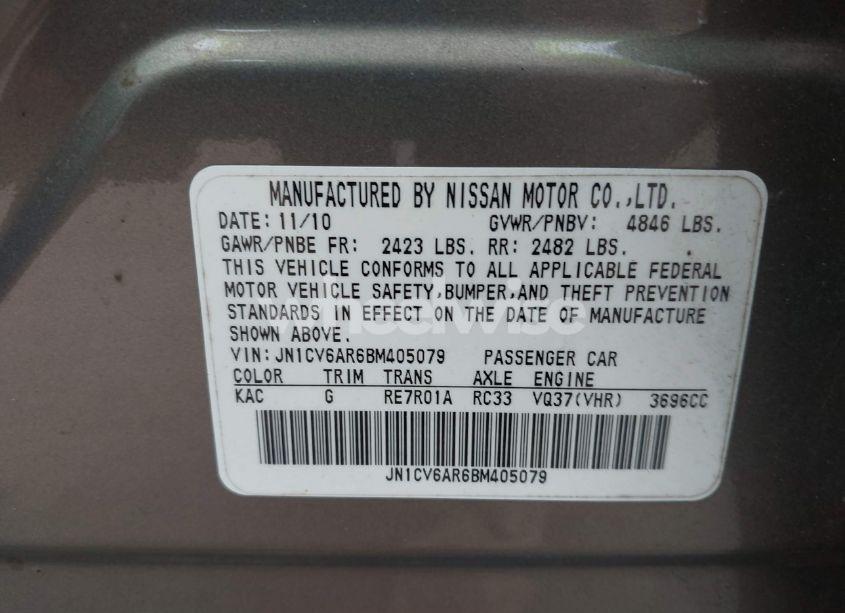 MANUFACTURED BY NISSAN MOTOR CO.,LTD.
DATE: 11/10 GVWR/PNBV: 4846 LBS.
GAWR/PNBE FR: 2423 LBS. RR: 2482 LBS.
THIS VEHICLE CONFORMS TO ALL APPLICABLE FEDERAL
MOTOR VEHICLE SAFETY,BUMPER,AND THEFT PREVENTION
STANDARDS IN EFFECT ON THE DATE OF MANUFACTURE
SHOWN ABOVE.
VIN: JN1CV6AR6BM405079 PASSENGER CAR
COLOR TRIM TRANS AXLE ENGINE
KAC G RE7R01A RC33 VQ37(VHR) 3696CC
JN1CV6AR6BM405079